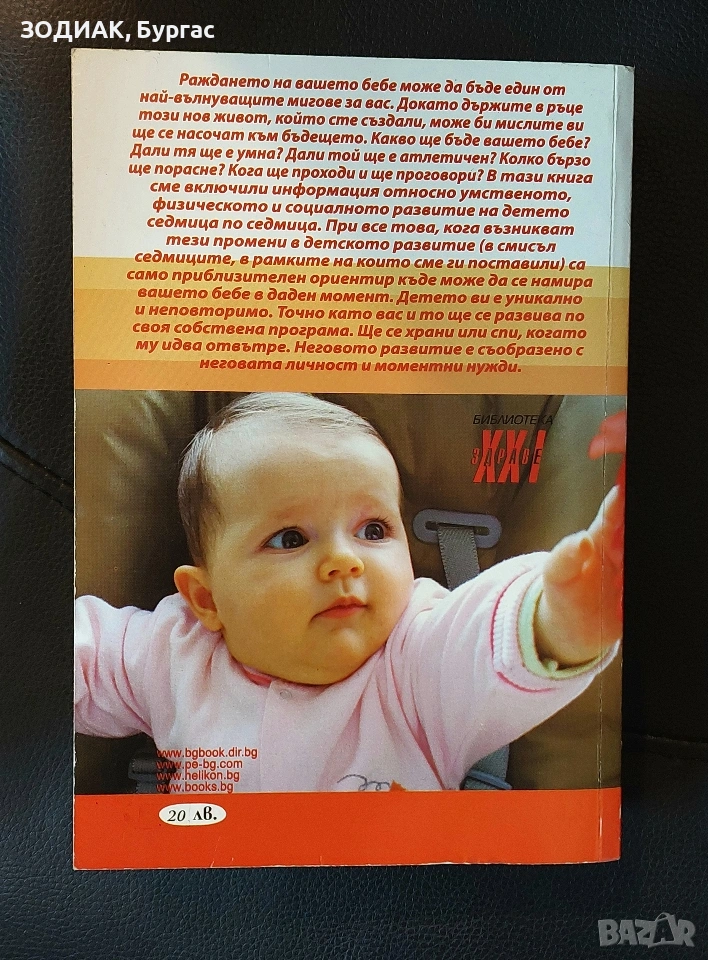 ЗОДИАК, Бургас
Раждането на вашето бебе може да бъде един от
най-вълнуващите мигове за вас. Докато държите в ръце
този нов живот, който сте създали, може би мислите ви
ще се насочат към бъдещето. Какво ще бъде вашето бебе?
Дали тя ще е умна? Дали той ще е атлетичен? Колко бързо
ще порасне? Кога ще проходи и ще проговори? В тази книга
сме включили информация относно умственото,
физическото и социалното развитие на детето
седмица по седмица. При все това, кога възникват
тези промени в детското развитие (в смисъл
седмиците, в рамките на които сме ги поставили) са
само приблизителен ориентир къде може да се намира
вашето бебе в даден момент. Детето ви е уникално
и неповторимо. Точно като вас и то ще се развива по
своя собствена програма. Ще се храни или спи, когато
му идва отвътре. Неговото развитие е съобразено с
неговата личност и моментни нужди.
БИБЛИОТЕКА
XXI
ЗДРАВЕ
www.bgbook.dir.bg
www.pe-bg.com
www.helikon.bg
www.books.bg
20 лв.
BAZAR